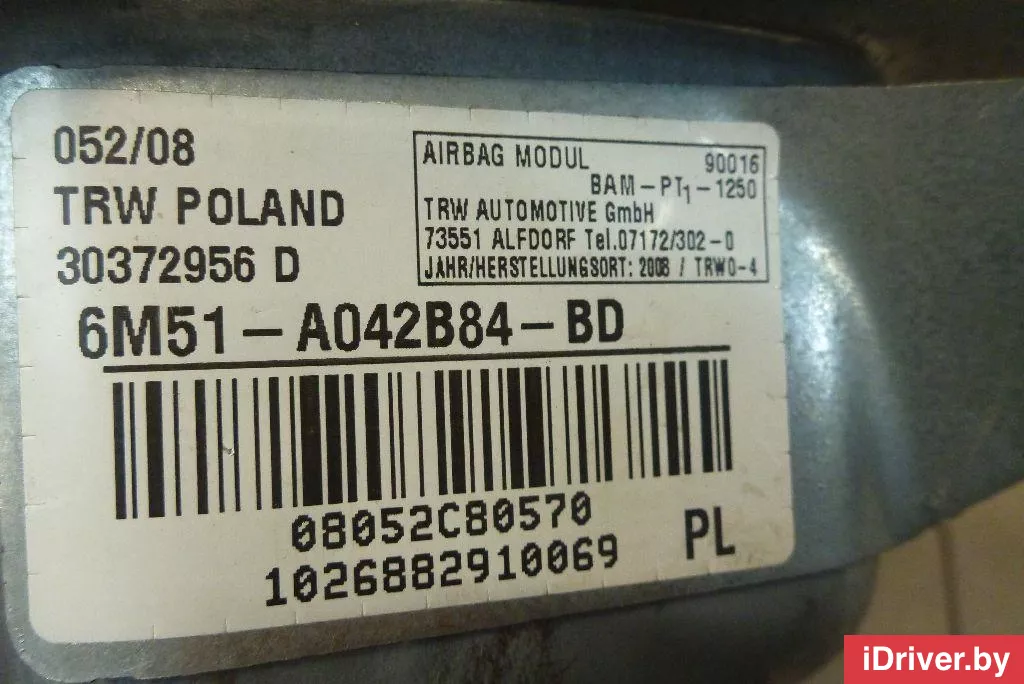 052/08
TRW POLAND
30372956 D
AIRBAG MODUL 90016
BAM-PT1-1250
TRW AUTOMOTIVE GmbH
73551 ALFDORF Tel.07172/302-0
JAHR/HERSTELLUNGSORT: 2008 / TRWO-4
6M51-A042B84-BD
08052C80570
1026882910069
PL
iDriver.by